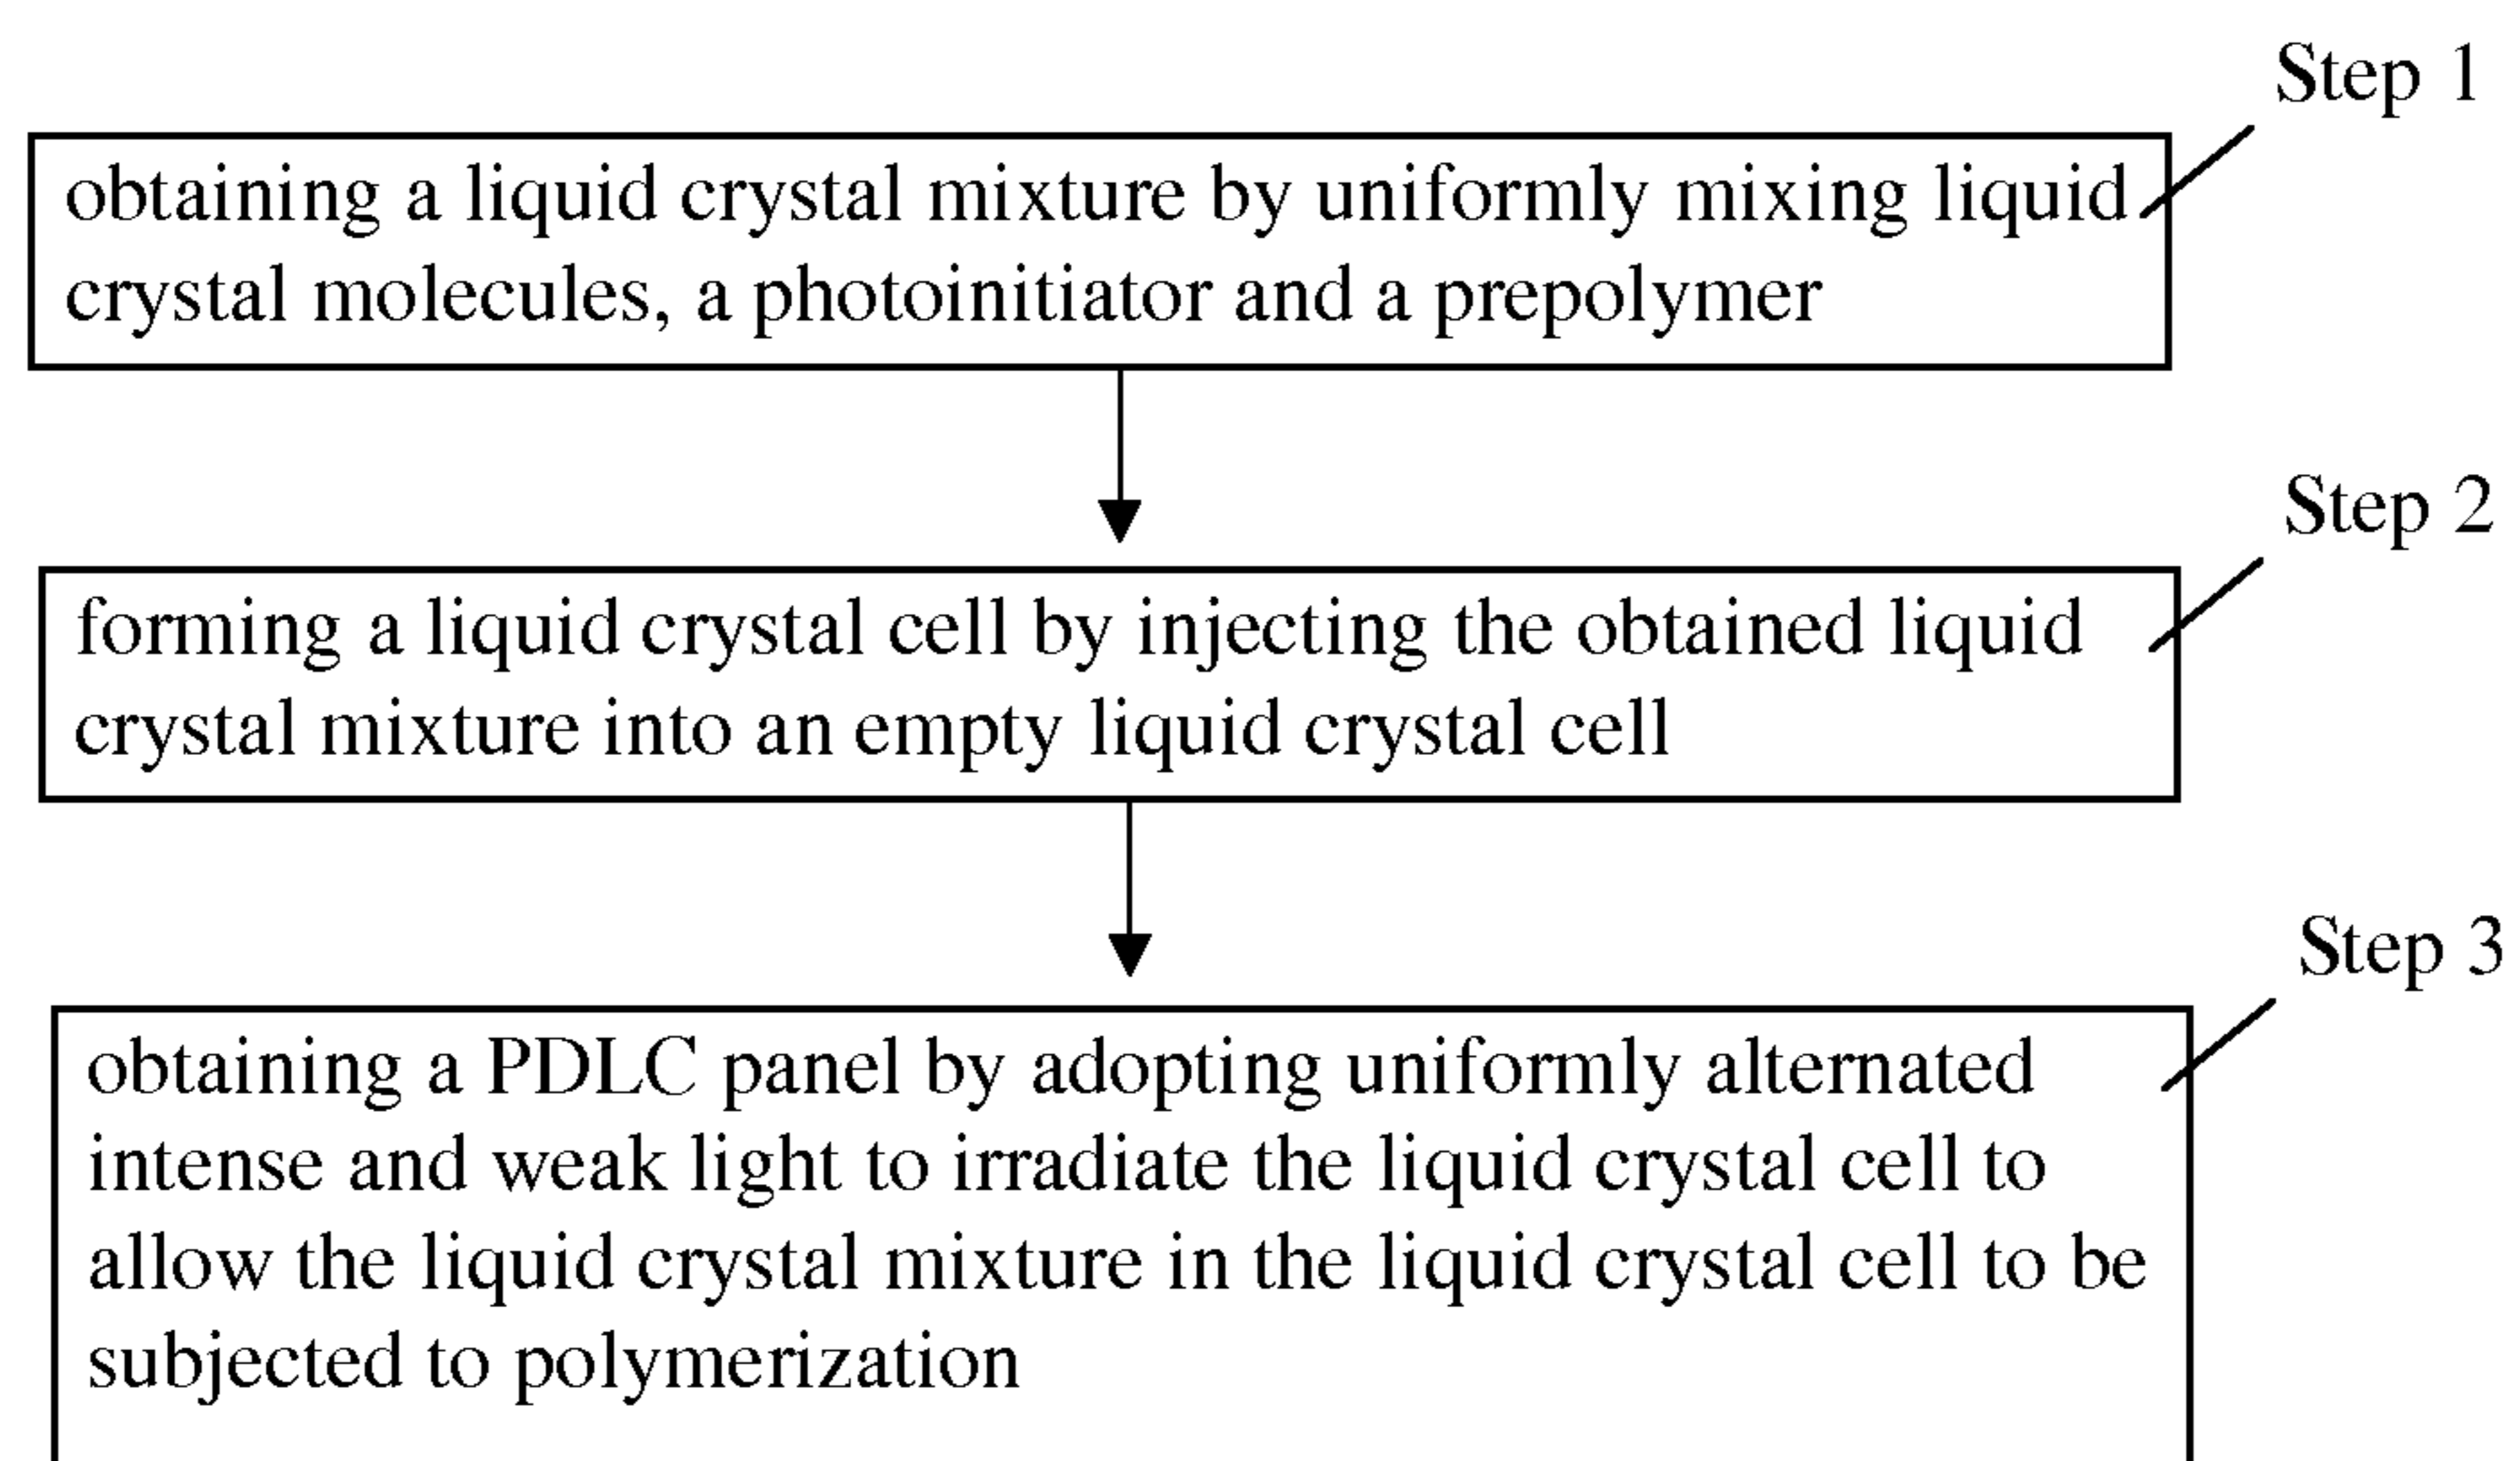 Step 1
obtaining a liquid crystal mixture by uniformly mixing liquid
crystal molecules, a photoinitiator and a prepolymer
Step 2
forming a liquid crystal cell by injecting the obtained liquid
crystal mixture into an empty liquid crystal cell
Step 3
obtaining a PDLC panel by adopting uniformly alternated
intense and weak light to irradiate the liquid crystal cell to
allow the liquid crystal mixture in the liquid crystal cell to be
subjected to polymerization